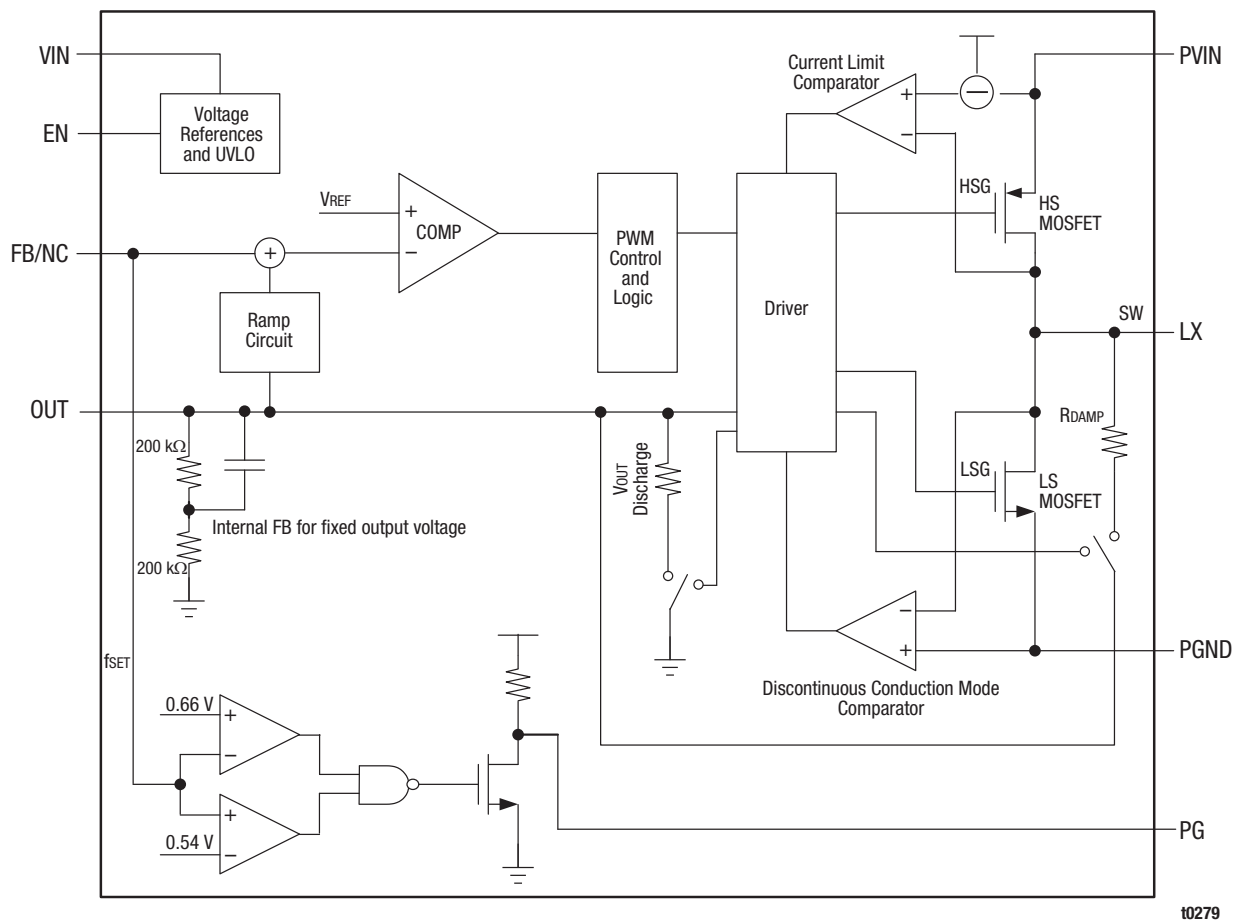 VIN
EN
Voltage
References
and UVLO
FB/NC
VREF
+
−
COMP
+
Ramp
Circuit
PWM
Control
and
Logic
Driver
Current Limit
Comparator
+
−
−
PVIN
HSG
HS
MOSFET
SW
LX
OUT
200 kΩ
200 kΩ
Internal FB for fixed output voltage
VOUT
Discharge
LSG
LS
MOSFET
RDAMP
−
+
PGND
Discontinuous Conduction Mode
Comparator
fSET
0.66 V
+
−
+
0.54 V
−
PG
t0279